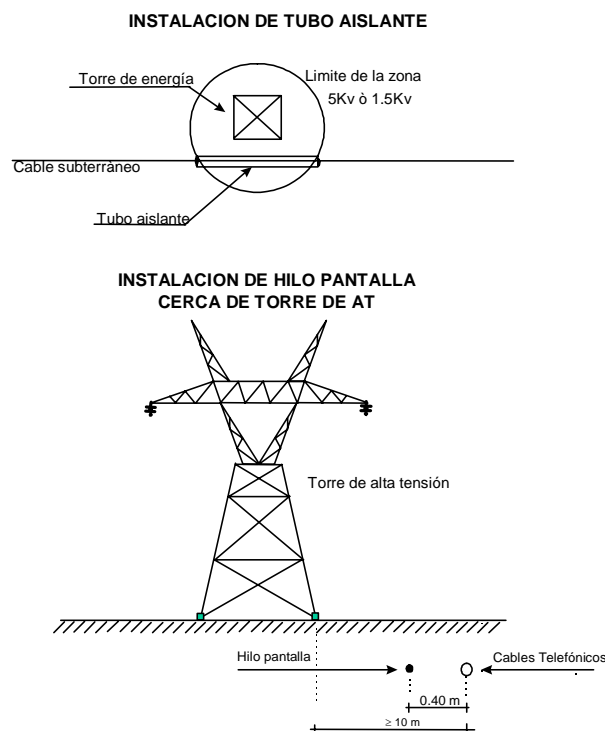 INSTALACION DE TUBO AISLANTE
Torre de energía
Limite de la zona
5Kv ò 1.5Kv
Cable subterràneo
Tubo aislante
INSTALACION DE HILO PANTALLA
CERCA DE TORRE DE AT
Torre de alta tensión
Hilo pantalla
Cables Telefónicos
0.40 m
≥ 10 m